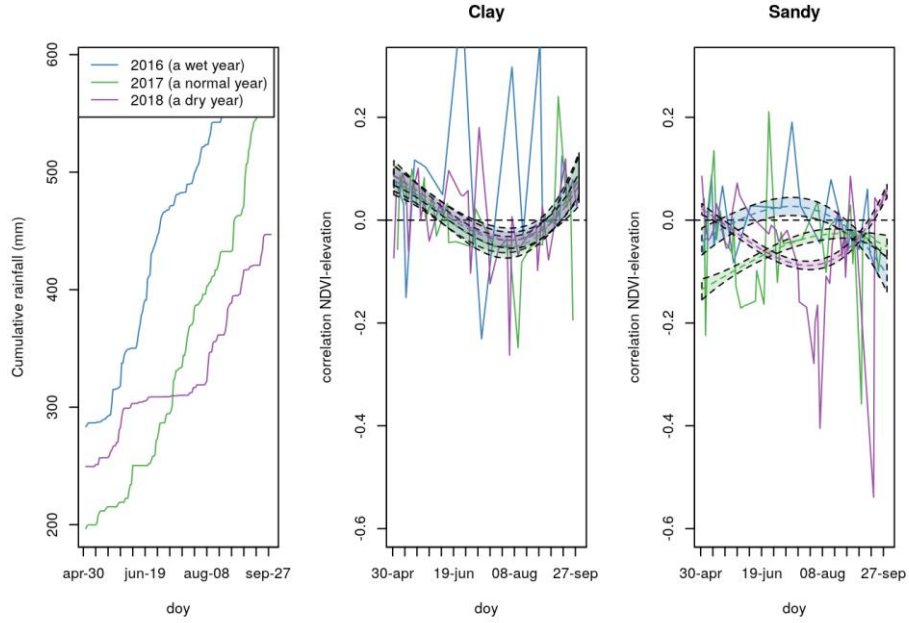 Clay
Sandy
2016 (a wet year)
2017 (a normal year)
2018 (a dry year)
Cumulative rainfall (mm)
600
500
400
300
200
apr-30
jun-19
aug-08
sep-27
doy
correlation NDVI-elevation
0.2
0.0
-0.2
-0.4
-0.6
30-apr
19-jun
08-aug
27-sep
doy
correlation NDVI-elevation
0.2
0.0
-0.2
-0.4
-0.6
30-apr
19-jun
08-aug
27-sep
doy